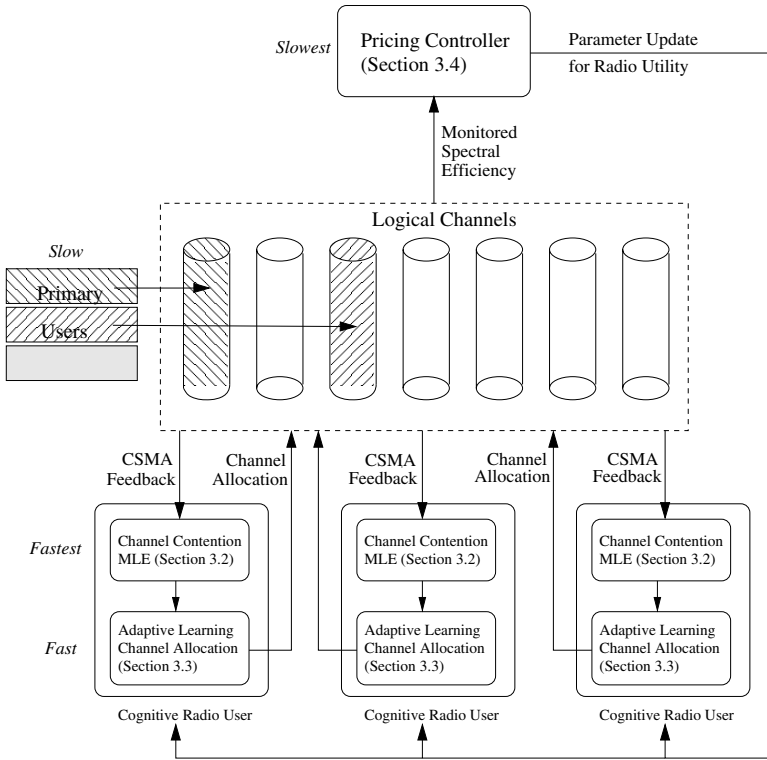 Slowest
Pricing Controller
(Section 3.4)
Parameter Update
for Radio Utility
Monitored
Spectral
Efficiency
Logical Channels
Slow
Primary
Users
CSMA
Feedback
Channel
Allocation
CSMA
Feedback
Channel
Allocation
CSMA
Feedback
Fastest
Channel Contention
MLE (Section 3.2)
Channel Contention
MLE (Section 3.2)
Channel Contention
MLE (Section 3.2)
Fast
Adaptive Learning
Channel Allocation
(Section 3.3)
Adaptive Learning
Channel Allocation
(Section 3.3)
Adaptive Learning
Channel Allocation
(Section 3.3)
Cognitive Radio User
Cognitive Radio User
Cognitive Radio User